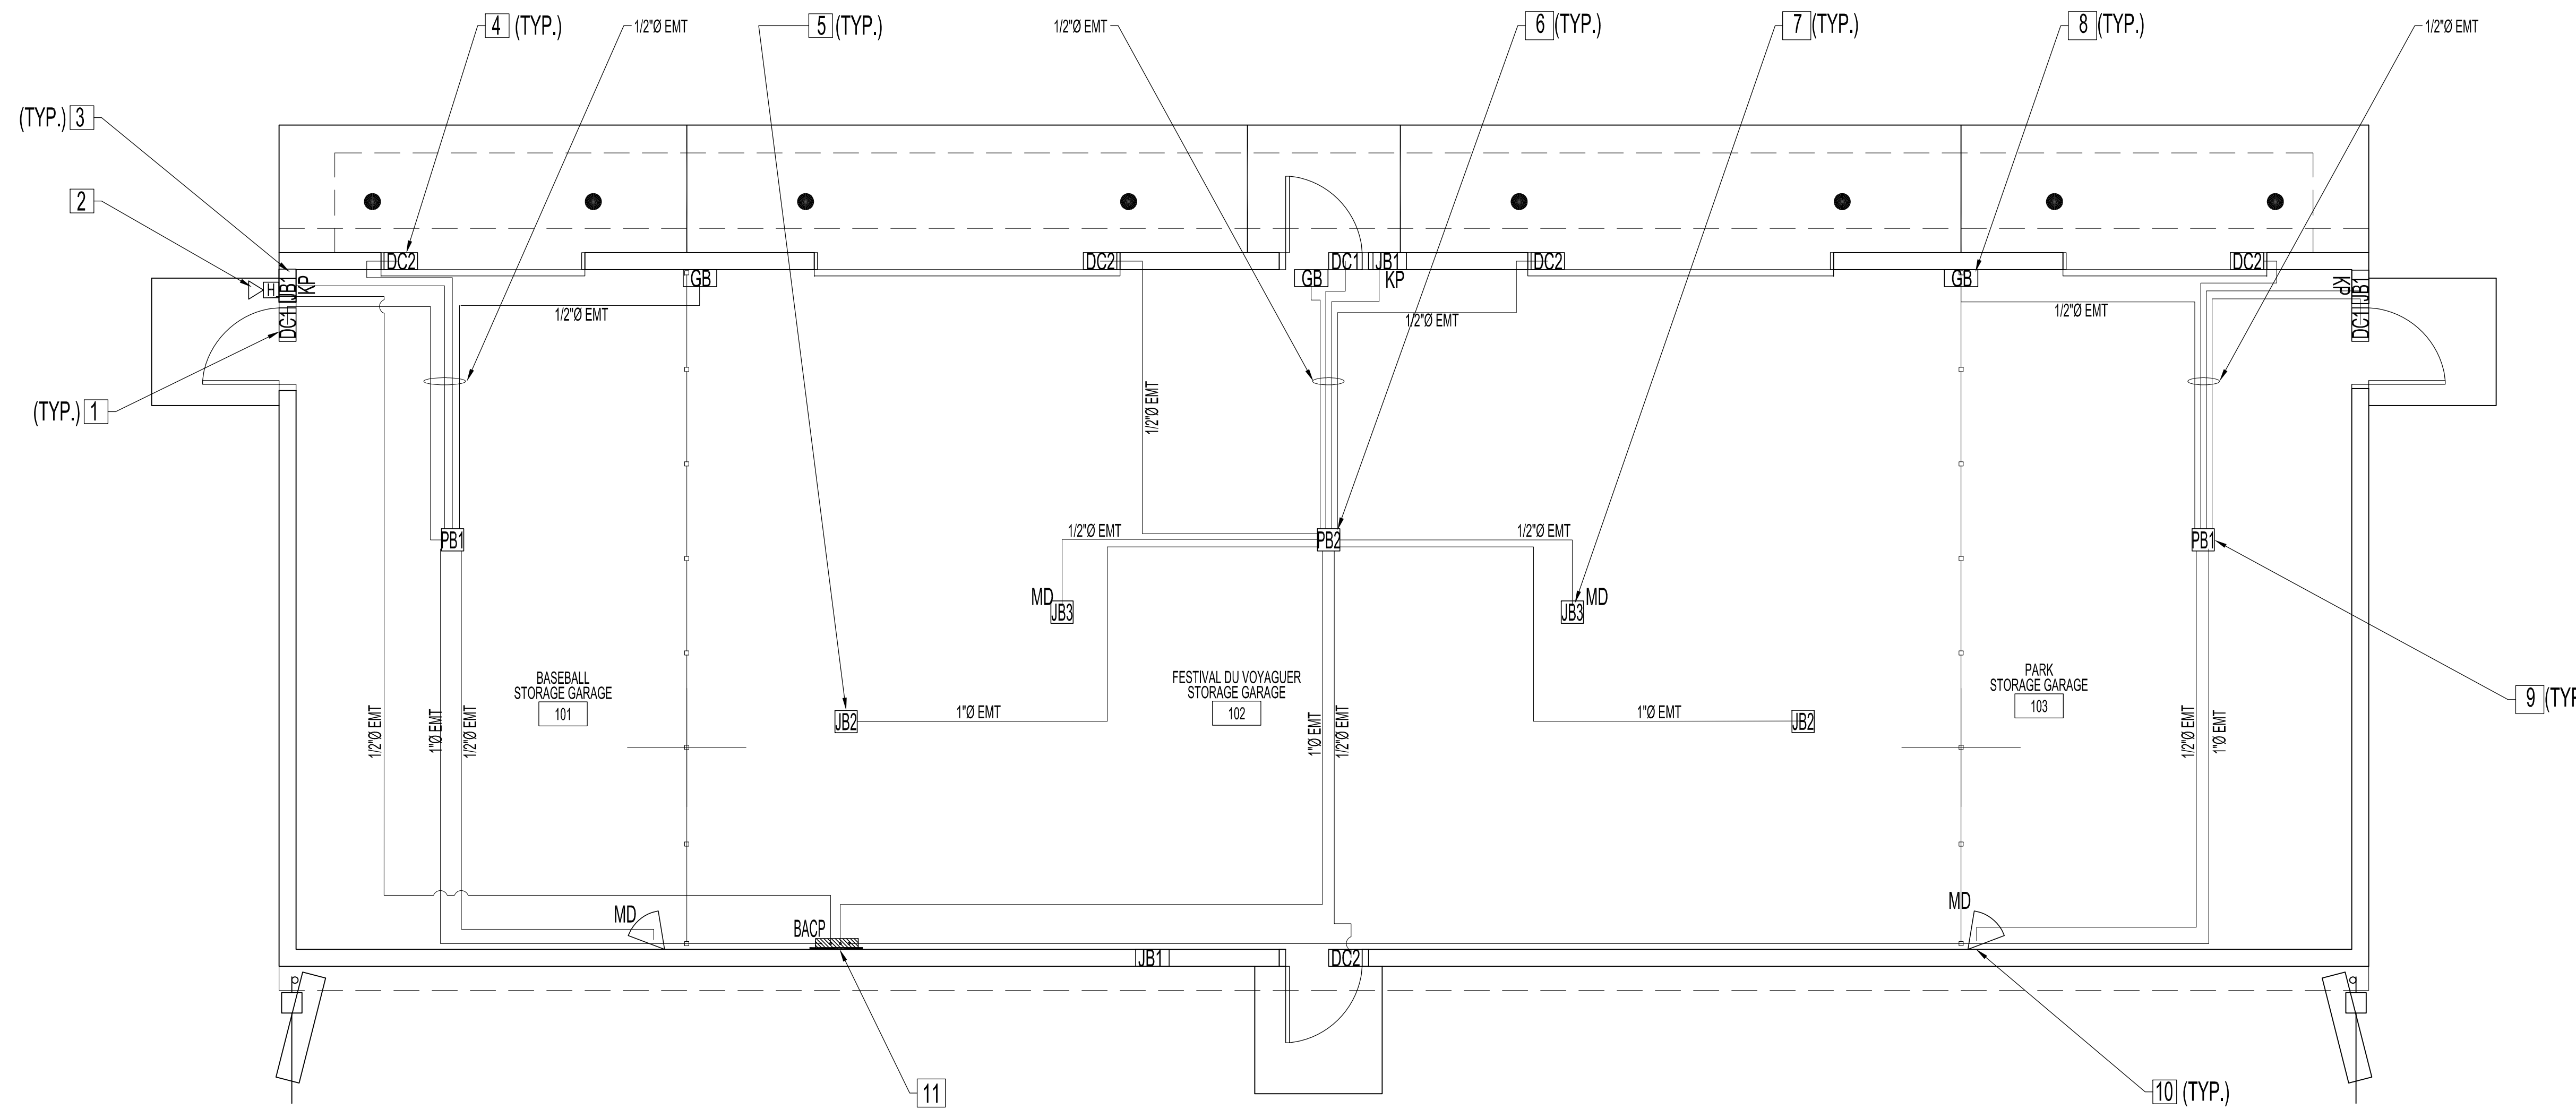 4 (TYP.)
1/2"Ø EMT
5 (TYP.)
1/2"Ø EMT
6 (TYP.)
7 (TYP.)
8 (TYP.)
1/2"Ø EMT
(TYP.) 3
2
DC2
DC2
DC1
JB1
DC2
DC2
H
JB1
KP
GB
GB
KP
GB
KP
JB1
DC1
DC1
1/2"Ø EMT
1/2"Ø EMT
1/2"Ø EMT
(TYP.) 1
1/2"Ø EMT
PB1
1/2"Ø EMT
PB2
1/2"Ø EMT
PB1
MD
JB3
JB3
MD
BASEBALL
STORAGE GARAGE
101
FESTIVAL DU VOYAGUER
STORAGE GARAGE
102
PARK
STORAGE GARAGE
103
9 (TYP
JB2
1"Ø EMT
1"Ø EMT
JB2
1/2"Ø EMT
1"Ø EMT
1/2"Ø EMT
1"Ø EMT
1/2"Ø EMT
1/2"Ø EMT
1"Ø EMT
MD
BACP
MD
JB1
DC2
11
10 (TYP.)